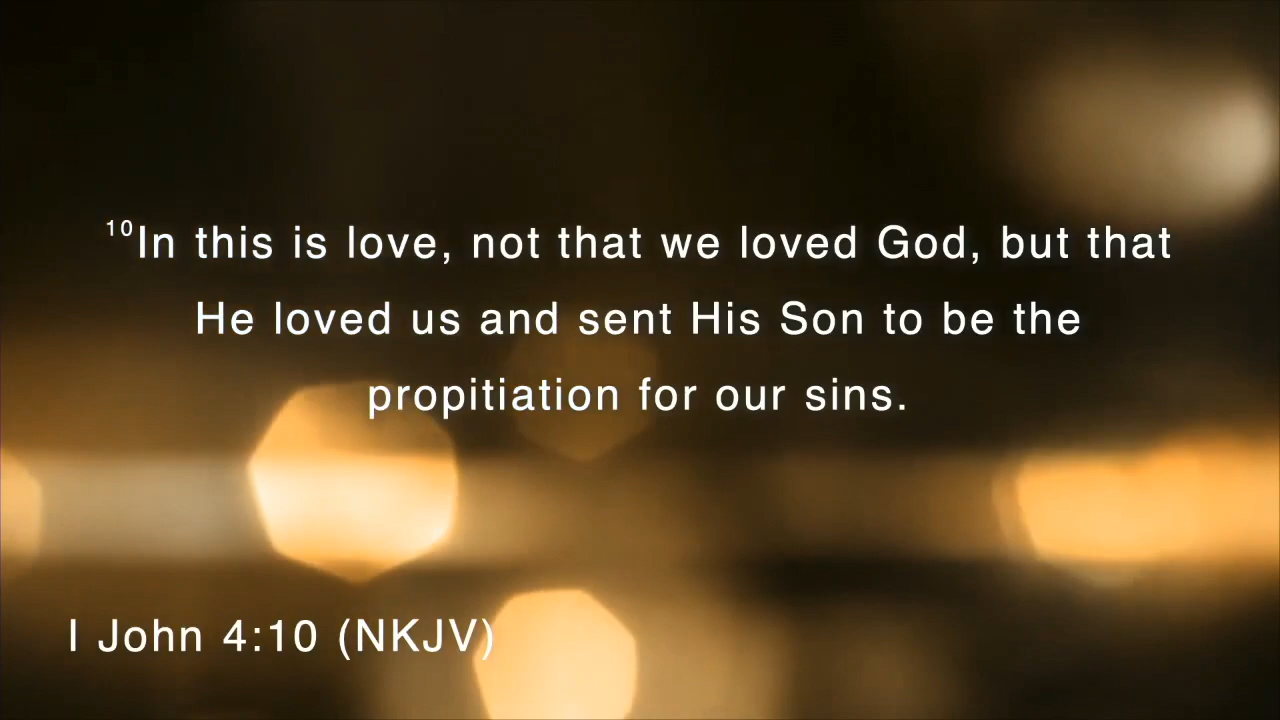 ¹⁰In this is love, not that we loved God, but that
He loved us and sent His Son to be the
propitiation for our sins.
I John 4:10 (NKJV)